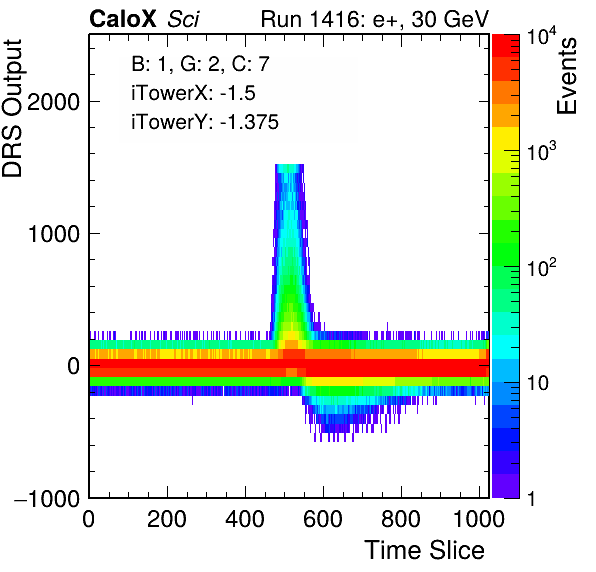 CaloX Sci Run 1416: e+, 30 GeV
B: 1, G: 2, C: 7
iTowerX: -1.5
iTowerY: -1.375
DRS Output
2000
1000
0
−1000
0 200 400 600 800 1000
Time Slice
Events
10⁴
10³
10²
10
1